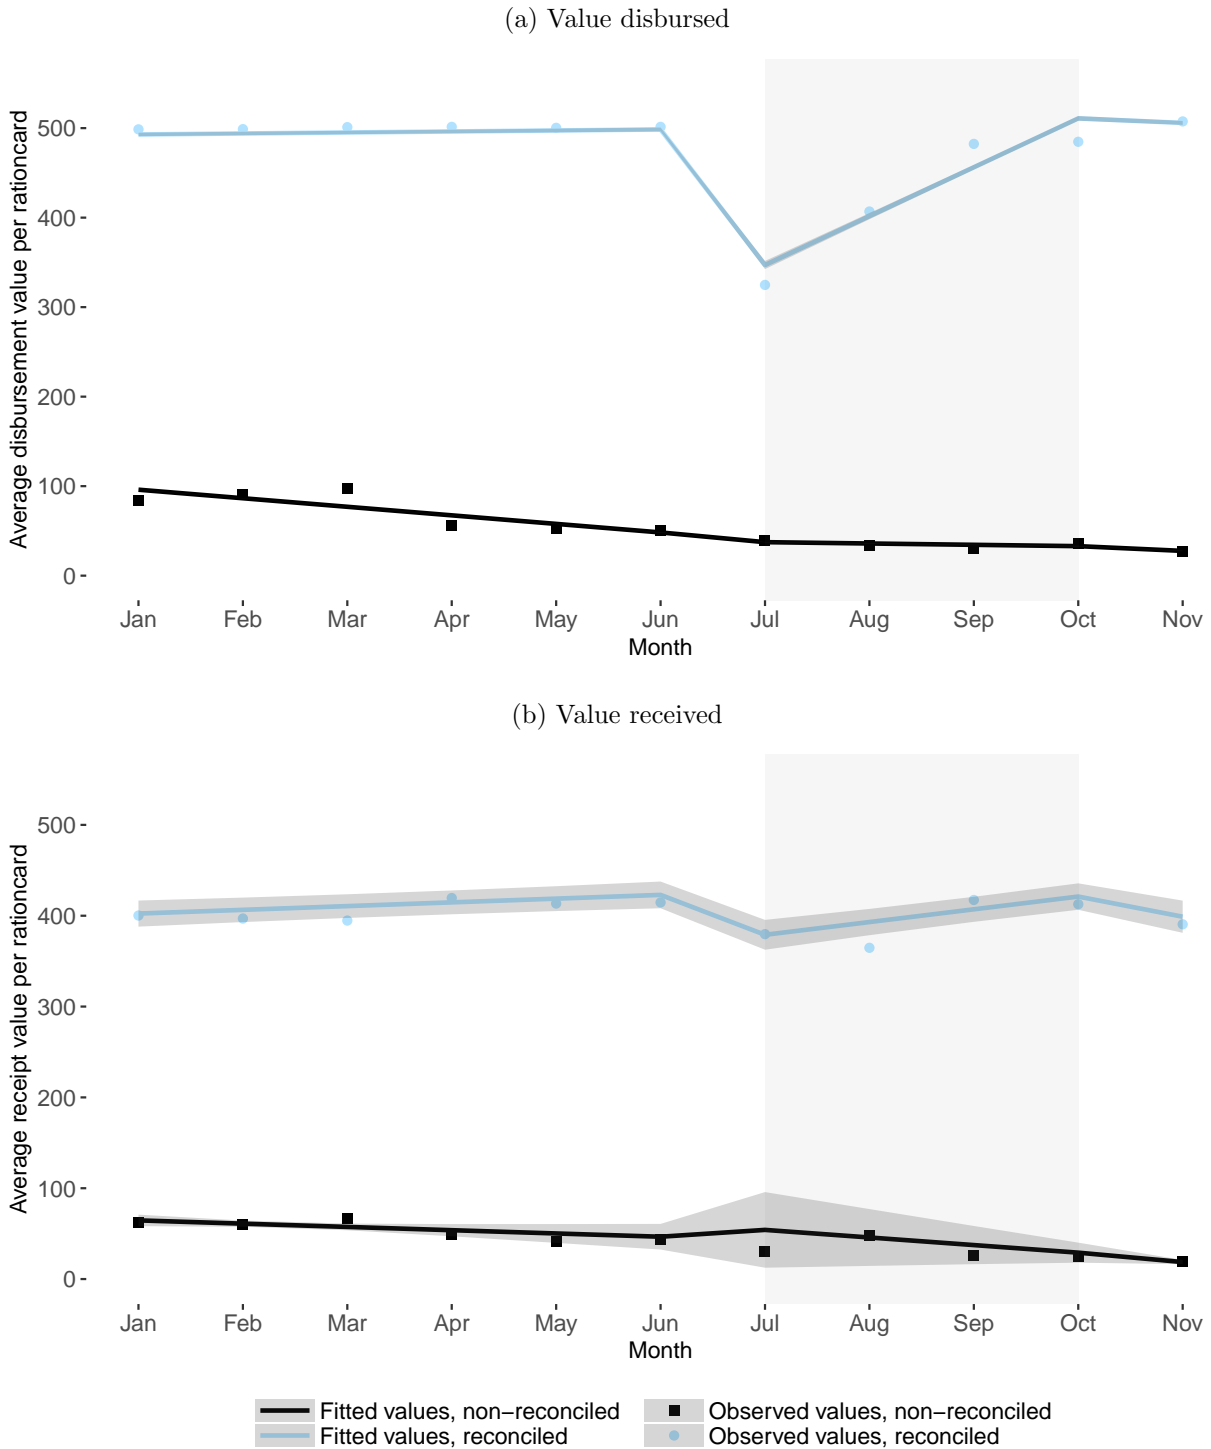 (a) Value disbursed
Average disbursement value per rationcard
500
400
300
200
100
0
Jan Feb Mar Apr May Jun Jul Aug Sep Oct Nov
Month
(b) Value received
Average receipt value per rationcard
500
400
300
200
100
0
Jan Feb Mar Apr May Jun Jul Aug Sep Oct Nov
Month
Fitted values, non−reconciled Observed values, non−reconciled
Fitted values, reconciled Observed values, reconciled